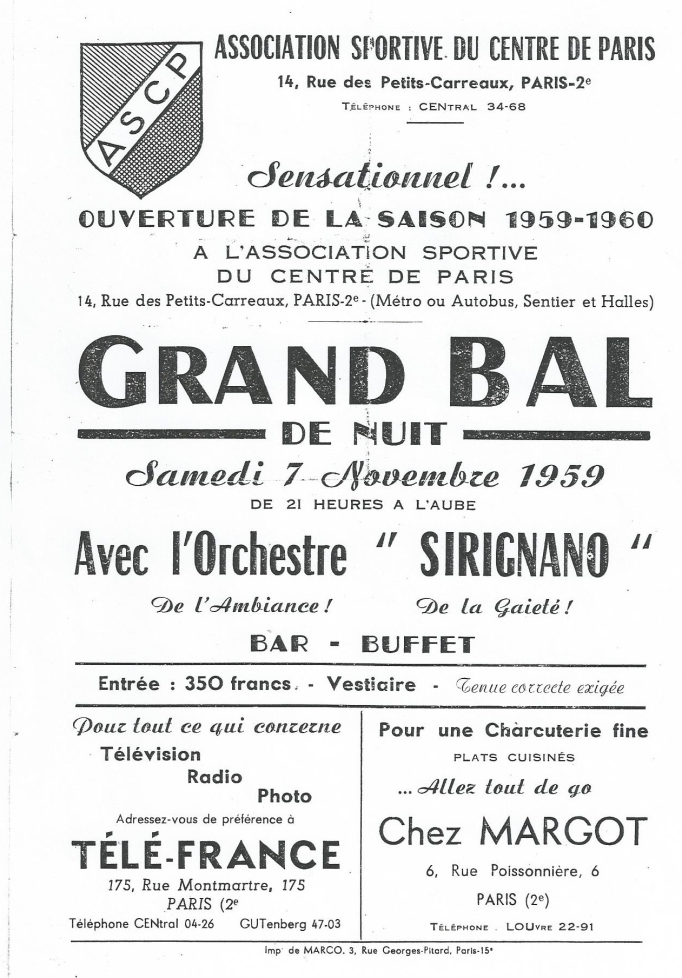 ASCP
ASSOCIATION SPORTIVE DU CENTRE DE PARIS
14, Rue des Petits-Carreaux, PARIS-2e
TÉLÉPHONE : CENTRAL 34-68
Sensationnel !...
OUVERTURE DE LA SAISON 1959-1960
A L'ASSOCIATION SPORTIVE
DU CENTRE DE PARIS
14, Rue des Petits-Carreaux, PARIS-2e - (Métro ou Autobus, Sentier et Halles)
GRAND BAL
DE NUIT
Samedi 7 Novembre 1959
DE 21 HEURES A L'AUBE
Avec l'Orchestre " SIRIGNANO "
De l'Ambiance ! De la Gaieté !
BAR - BUFFET
Entrée : 350 francs. - Vestiaire - Tenue correcte exigée
Pour tout ce qui concerne
Télévision
Radio
Photo
Adressez-vous de préférence à
TÉLÉ-FRANCE
175, Rue Montmartre, 175
PARIS (2e
Téléphone CENtral 04-26 GUTenberg 47-03
Pour une Charcuterie fine
PLATS CUISINÉS
...Allez tout de go
Chez MARGOT
6, Rue Poissonnière, 6
PARIS (2e)
TÉLÉPHONE LOUVRE 22-91
Imp de MARCO. 3, Rue Georges-Pitard, Paris-15e